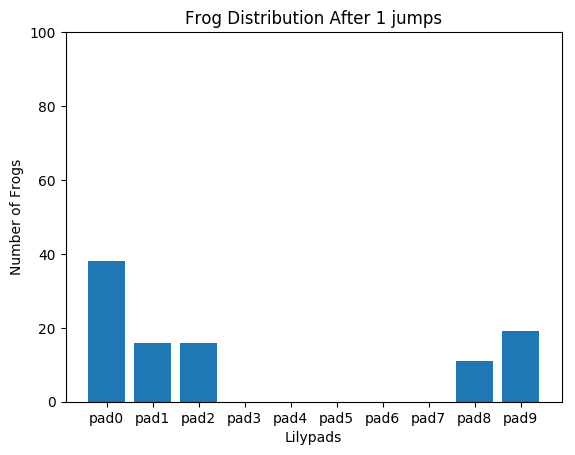 Frog Distribution After 1 jumps
100
80
60
40
20
0
Number of Frogs
pad0 pad1 pad2 pad3 pad4 pad5 pad6 pad7 pad8 pad9
Lilypads